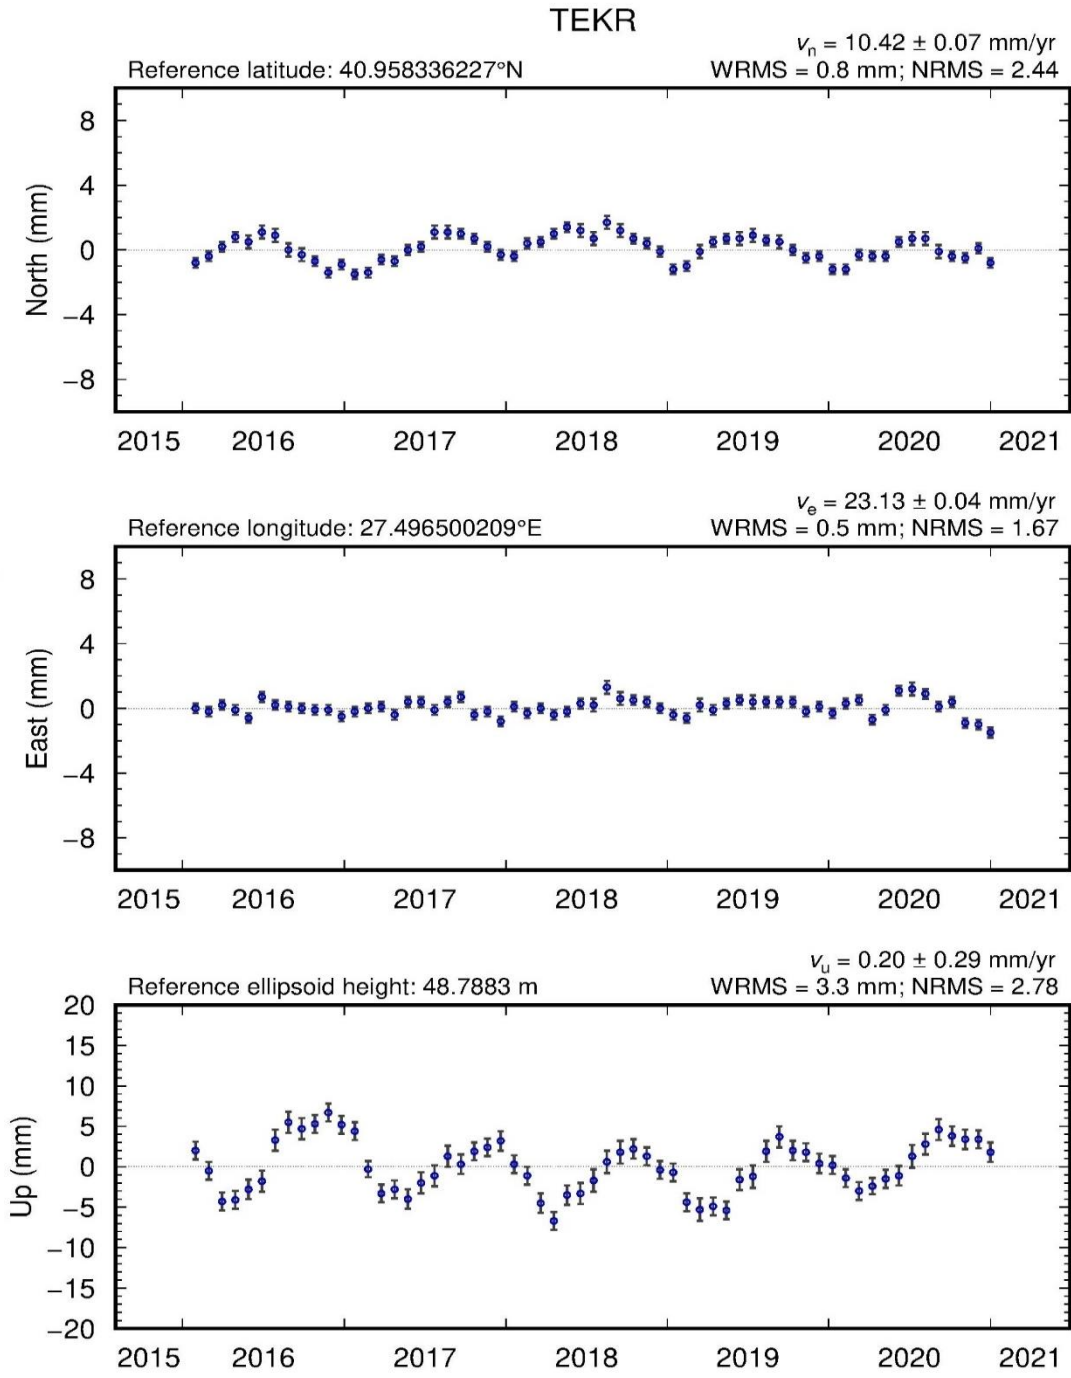 TEKR
vn = 10.42 ± 0.07 mm/yr
Reference latitude: 40.958336227°N WRMS = 0.8 mm; NRMS = 2.44
8
4
0
−4
−8
North (mm)
2015 2016 2017 2018 2019 2020 2021
ve = 23.13 ± 0.04 mm/yr
Reference longitude: 27.496500209°E WRMS = 0.5 mm; NRMS = 1.67
8
4
0
−4
−8
East (mm)
2015 2016 2017 2018 2019 2020 2021
vu = 0.20 ± 0.29 mm/yr
Reference ellipsoid height: 48.7883 m WRMS = 3.3 mm; NRMS = 2.78
20
15
10
5
0
−5
−10
−15
−20
Up (mm)
2015 2016 2017 2018 2019 2020 2021